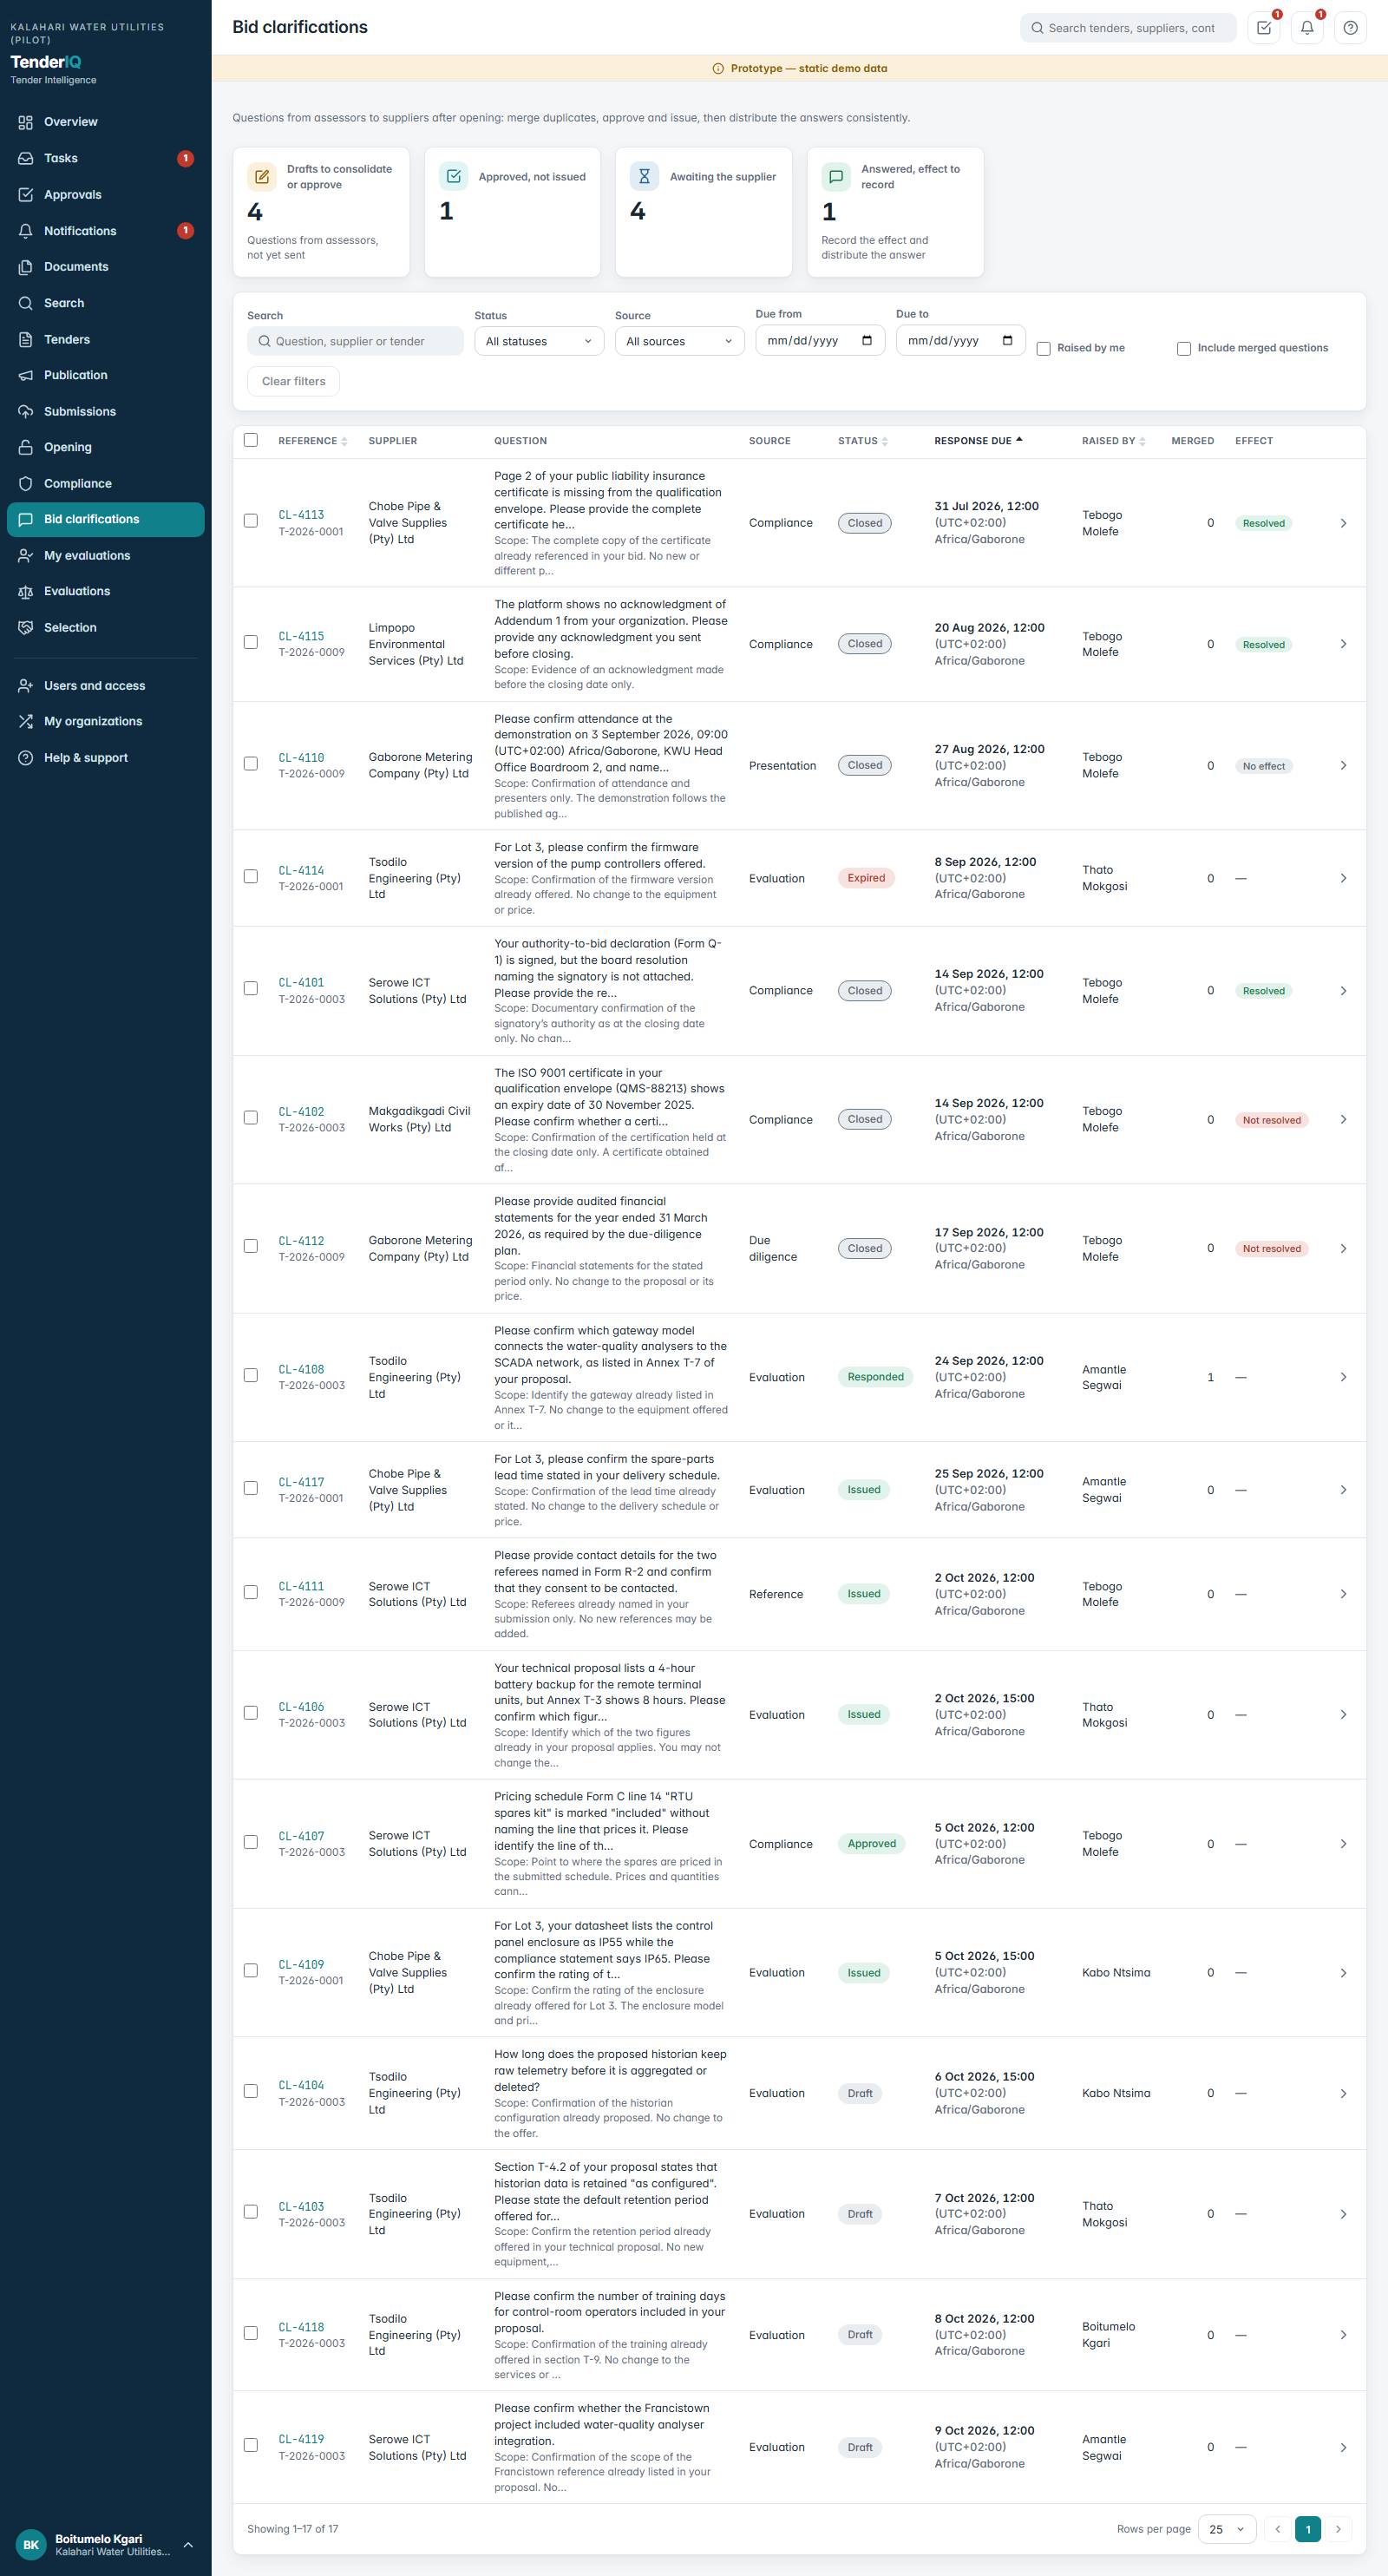 KALAHARI WATER UTILITIES
(PILOT)
TenderIQ
Tender Intelligence
Overview
Tasks 1
Approvals
Notifications 1
Documents
Search
Tenders
Publication
Submissions
Opening
Compliance
Bid clarifications
My evaluations
Evaluations
Selection
Users and access
My organizations
Help & support
BK
Boitumelo Kgari
Kalahari Water Utilities...
Bid clarifications
Search tenders, suppliers, cont
1
1
Prototype — static demo data
Questions from assessors to suppliers after opening: merge duplicates, approve and issue, then distribute the answers consistently.
Drafts to consolidate
or approve
4
Questions from assessors,
not yet sent
Approved, not issued
1
Awaiting the supplier
4
Answered, effect to
record
1
Record the effect and
distribute the answer
Search
Question, supplier or tender
Status
All statuses
Source
All sources
Due from
mm/dd/yyyy
Due to
mm/dd/yyyy
Raised by me
Include merged questions
Clear filters
REFERENCE SUPPLIER QUESTION SOURCE STATUS RESPONSE DUE RAISED BY MERGED EFFECT
CL-4113
T-2026-0001
Chobe Pipe &
Valve Supplies
(Pty) Ltd
Page 2 of your public liability insurance
certificate is missing from the qualification
envelope. Please provide the complete
certificate he...
Scope: The complete copy of the certificate
already referenced in your bid. No new or
different p...
Compliance
Closed
31 Jul 2026, 12:00
(UTC+02:00)
Africa/Gaborone
Tebogo
Molefe
0
Resolved
CL-4115
T-2026-0009
Limpopo
Environmental
Services (Pty) Ltd
The platform shows no acknowledgment of
Addendum 1 from your organization. Please
provide any acknowledgment you sent
before closing.
Scope: Evidence of an acknowledgment made
before the closing date only.
Compliance
Closed
20 Aug 2026, 12:00
(UTC+02:00)
Africa/Gaborone
Tebogo
Molefe
0
Resolved
CL-4110
T-2026-0009
Gaborone Metering
Company (Pty) Ltd
Please confirm attendance at the
demonstration on 3 September 2026, 09:00
(UTC+02:00) Africa/Gaborone, KWU Head
Office Boardroom 2, and name...
Scope: Confirmation of attendance and
presenters only. The demonstration follows the
published ag...
Presentation
Closed
27 Aug 2026, 12:00
(UTC+02:00)
Africa/Gaborone
Tebogo
Molefe
0
No effect
CL-4114
T-2026-0001
Tsodilo
Engineering (Pty)
Ltd
For Lot 3, please confirm the firmware
version of the pump controllers offered.
Scope: Confirmation of the firmware version
already offered. No change to the equipment
or price.
Evaluation
Expired
8 Sep 2026, 12:00
(UTC+02:00)
Africa/Gaborone
Thato
Mokgosi
0
—
CL-4101
T-2026-0003
Serowe ICT
Solutions (Pty) Ltd
Your authority-to-bid declaration (Form Q-
1) is signed, but the board resolution
naming the signatory is not attached.
Please provide the re...
Scope: Documentary confirmation of the
signatory's authority as at the closing date
only. No chan...
Compliance
Closed
14 Sep 2026, 12:00
(UTC+02:00)
Africa/Gaborone
Tebogo
Molefe
0
Resolved
CL-4102
T-2026-0003
Makgadikgadi Civil
Works (Pty) Ltd
The ISO 9001 certificate in your
qualification envelope (QMS-88213) shows
an expiry date of 30 November 2025.
Please confirm whether a certi...
Scope: Confirmation of the certification held at
the closing date only. A certificate obtained
af...
Compliance
Closed
14 Sep 2026, 12:00
(UTC+02:00)
Africa/Gaborone
Tebogo
Molefe
0
Not resolved
CL-4112
T-2026-0009
Gaborone Metering
Company (Pty) Ltd
Please provide audited financial
statements for the year ended 31 March
2026, as required by the due-diligence
plan.
Scope: Financial statements for the stated
period only. No change to the proposal or its
price.
Due
diligence
Closed
17 Sep 2026, 12:00
(UTC+02:00)
Africa/Gaborone
Tebogo
Molefe
0
Not resolved
CL-4108
T-2026-0003
Tsodilo
Engineering (Pty)
Ltd
Please confirm which gateway model
connects the water-quality analysers to the
SCADA network, as listed in Annex T-7 of
your proposal.
Scope: Identify the gateway already listed in
Annex T-7. No change to the equipment offered
or it...
Evaluation
Responded
24 Sep 2026, 12:00
(UTC+02:00)
Africa/Gaborone
Amantle
Segwai
1
—
CL-4117
T-2026-0001
Chobe Pipe &
Valve Supplies
(Pty) Ltd
For Lot 3, please confirm the spare-parts
lead time stated in your delivery schedule.
Scope: Confirmation of the lead time already
stated. No change to the delivery schedule or
price.
Evaluation
Issued
25 Sep 2026, 12:00
(UTC+02:00)
Africa/Gaborone
Amantle
Segwai
0
—
CL-4111
T-2026-0009
Serowe ICT
Solutions (Pty) Ltd
Please provide contact details for the two
referees named in Form R-2 and confirm
that they consent to be contacted.
Scope: Referees already named in your
submission only. No new references may be
added.
Reference
Issued
2 Oct 2026, 12:00
(UTC+02:00)
Africa/Gaborone
Tebogo
Molefe
0
—
CL-4106
T-2026-0003
Serowe ICT
Solutions (Pty) Ltd
Your technical proposal lists a 4-hour
battery backup for the remote terminal
units, but Annex T-3 shows 8 hours. Please
confirm which figur...
Scope: Identify which of the two figures
already in your proposal applies. You may not
change the...
Evaluation
Issued
2 Oct 2026, 15:00
(UTC+02:00)
Africa/Gaborone
Thato
Mokgosi
0
—
CL-4107
T-2026-0003
Serowe ICT
Solutions (Pty) Ltd
Pricing schedule Form C line 14 "RTU
spares kit" is marked "included" without
naming the line that prices it. Please
identify the line of th...
Scope: Point to where the spares are priced in
the submitted schedule. Prices and quantities
cann...
Compliance
Approved
5 Oct 2026, 12:00
(UTC+02:00)
Africa/Gaborone
Tebogo
Molefe
0
—
CL-4109
T-2026-0001
Chobe Pipe &
Valve Supplies
(Pty) Ltd
For Lot 3, your datasheet lists the control
panel enclosure as IP55 while the
compliance statement says IP65. Please
confirm the rating of t...
Scope: Confirm the rating of the enclosure
already offered for Lot 3. The enclosure model
and pri...
Evaluation
Issued
5 Oct 2026, 15:00
(UTC+02:00)
Africa/Gaborone
Kabo Ntsima
0
—
CL-4104
T-2026-0003
Tsodilo
Engineering (Pty)
Ltd
How long does the proposed historian keep
raw telemetry before it is aggregated or
deleted?
Scope: Confirmation of the historian
configuration already proposed. No change to
the offer.
Evaluation
Draft
6 Oct 2026, 15:00
(UTC+02:00)
Africa/Gaborone
Kabo Ntsima
0
—
CL-4103
T-2026-0003
Tsodilo
Engineering (Pty)
Ltd
Section T-4.2 of your proposal states that
historian data is retained "as configured".
Please state the default retention period
offered for...
Scope: Confirm the retention period already
offered in your technical proposal. No new
equipment,...
Evaluation
Draft
7 Oct 2026, 12:00
(UTC+02:00)
Africa/Gaborone
Thato
Mokgosi
0
—
CL-4118
T-2026-0003
Tsodilo
Engineering (Pty)
Ltd
Please confirm the number of training days
for control-room operators included in your
proposal.
Scope: Confirmation of the training already
offered in section T-9. No change to the
services or ...
Evaluation
Draft
8 Oct 2026, 12:00
(UTC+02:00)
Africa/Gaborone
Boitumelo
Kgari
0
—
CL-4119
T-2026-0003
Serowe ICT
Solutions (Pty) Ltd
Please confirm whether the Francistown
project included water-quality analyser
integration.
Scope: Confirmation of the scope of the
Francistown reference already listed in your
proposal. No...
Evaluation
Draft
9 Oct 2026, 12:00
(UTC+02:00)
Africa/Gaborone
Amantle
Segwai
0
—
Showing 1–17 of 17
Rows per page 25
1